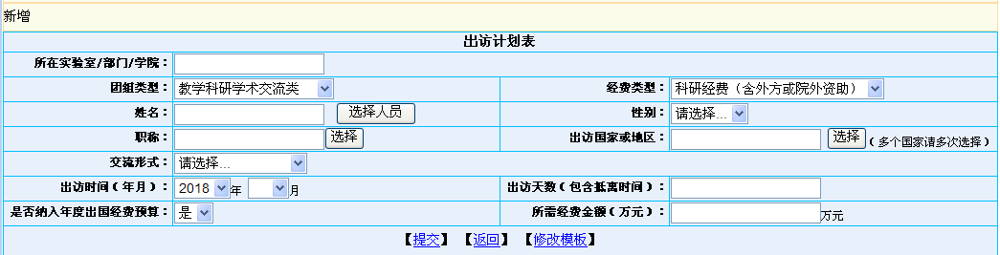 新增
出访计划表
所在实验室/部门/学院：
团组类型： 教学科研学术交流类 经费类型： 科研经费（含外方或院外资助）
姓名： 选择人员 性别： 请选择...
职称： 选择 出访国家或地区： 选择 （多个国家请多次选择）
交流形式： 请选择...
出访时间（年月）： 2018 年 月 出访天数（包含抵离时间）：
是否纳入年度出国经费预算： 是 所需经费金额（万元）： 万元
【提交】 【返回】 【修改模板】